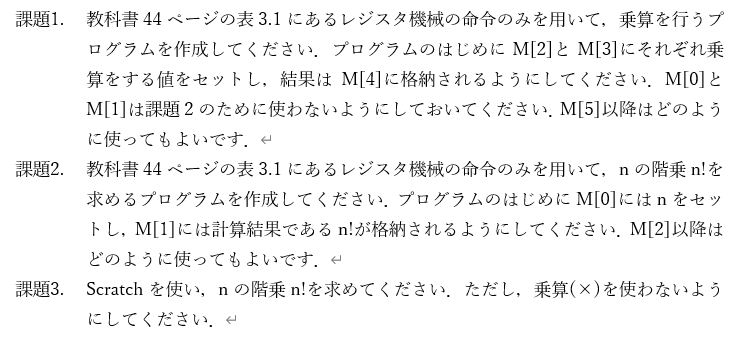 課題1. 教科書 44 ページの表 3.1 にあるレジスタ機械の命令のみを用いて，乗算を行うプ
ログラムを作成してください．プログラムのはじめに M[2]と M[3]にそれぞれ乗
算をする値をセットし，結果は M[4]に格納されるようにしてください．M[0]と
M[1]は課題 2 のために使わないようにしておいてください．M[5]以降はどのよう
に使ってもよいです．↵
課題2. 教科書 44 ページの表 3.1 にあるレジスタ機械の命令のみを用いて，n の階乗 n!を
求めるプログラムを作成してください．プログラムのはじめに M[0]には n をセッ
トし，M[1]には計算結果である n!が格納されるようにしてください．M[2]以降は
どのように使ってもよいです．↵
課題3. Scratch を使い，n の階乗 n!を求めてください．ただし，乗算(×)を使わないよう
にしてください．↵